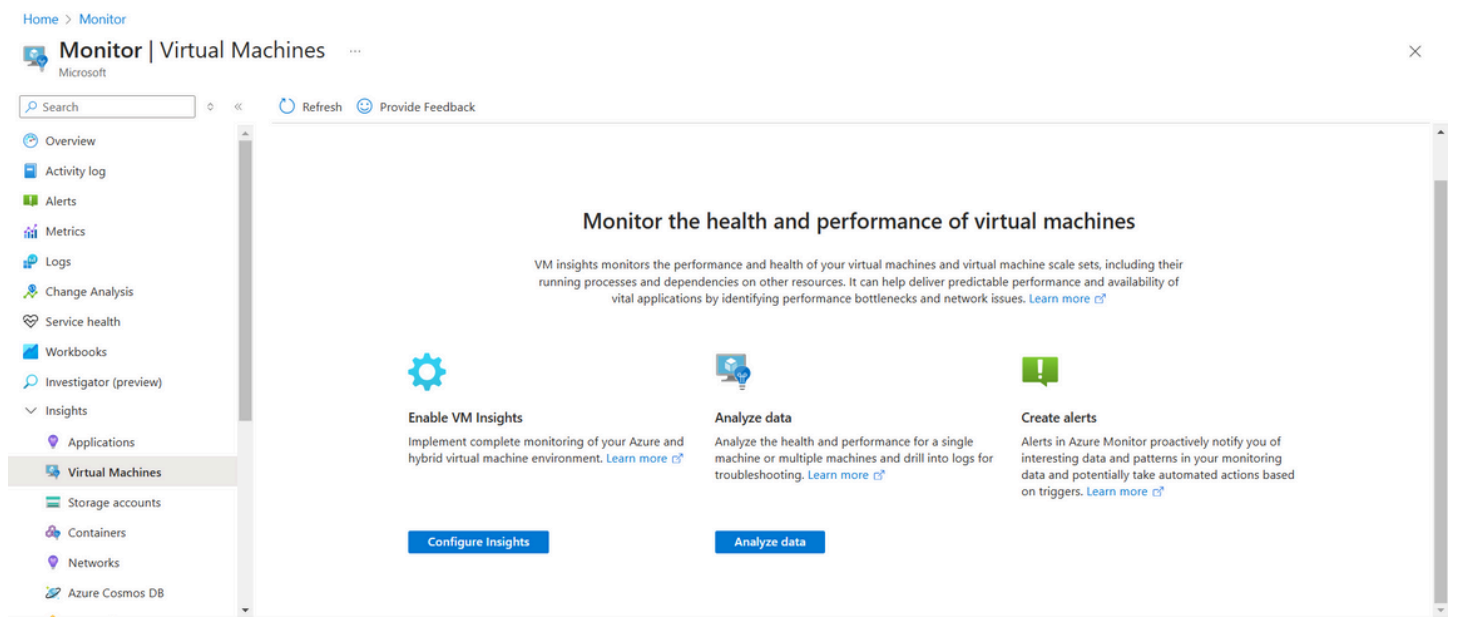 Home > Monitor
Monitor | Virtual Machines ...
Microsoft
Search
Refresh
Provide Feedback
Overview
Activity log
Alerts
Metrics
Logs
Change Analysis
Service health
Workbooks
Investigator (preview)
Insights
Applications
Virtual Machines
Storage accounts
Containers
Networks
Azure Cosmos DB
Monitor the health and performance of virtual machines
VM insights monitors the performance and health of your virtual machines and virtual machine scale sets, including their
running processes and dependencies on other resources. It can help deliver predictable performance and availability of
vital applications by identifying performance bottlenecks and network issues. Learn more
Enable VM Insights
Implement complete monitoring of your Azure and
hybrid virtual machine environment. Learn more
Configure Insights
Analyze data
Analyze the health and performance for a single
machine or multiple machines and drill into logs for
troubleshooting. Learn more
Analyze data
Create alerts
Alerts in Azure Monitor proactively notify you of
interesting data and patterns in your monitoring
data and potentially take automated actions based
on triggers. Learn more